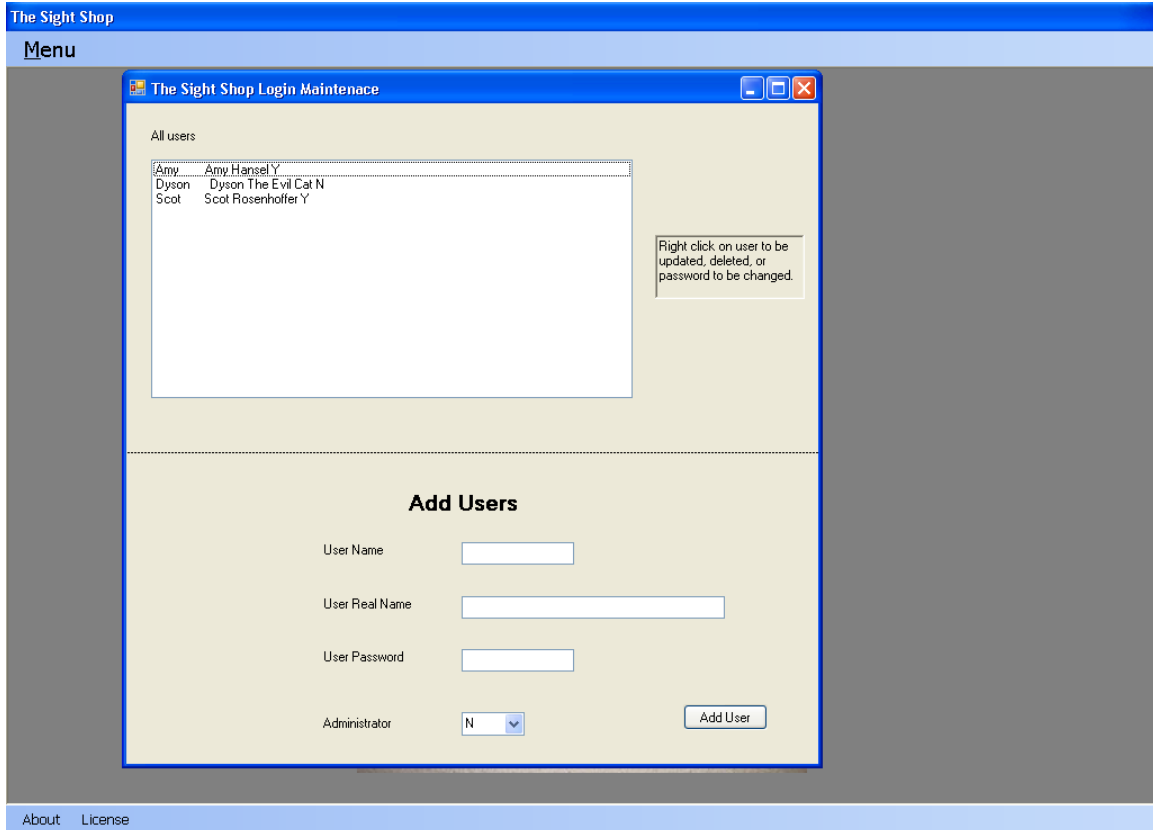 The Sight Shop
Menu
The Sight Shop Login Maintenace
All users
Amy Amy Hansel Y
Dyson Dyson The Evil Cat N
Scot Scot Rosenhoffer Y
Right click on user to be
updated, deleted, or
password to be changed.
Add Users
User Name
User Real Name
User Password
Administrator N
Add User
About License